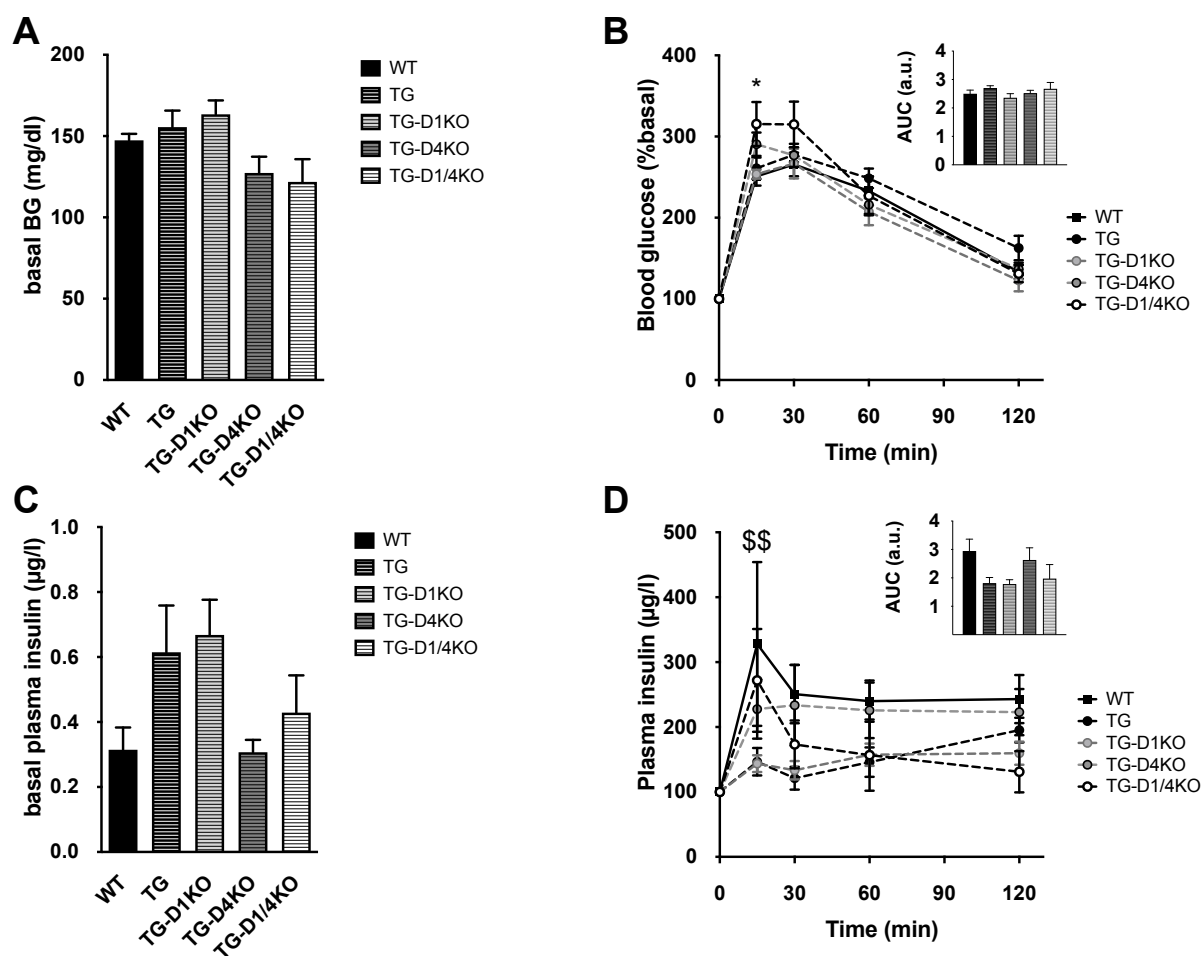 A
200
150
100
50
0
basal BG (mg/dl)
WT
TG
TG-D1KO
TG-D4KO
TG-D1/4KO
WT
TG
TG-D1KO
TG-D4KO
TG-D1/4KO
B
400
300
200
100
0
Blood glucose (%basal)
*
0
30
60
90
120
Time (min)
4
3
2
1
0
AUC (a.u.)
WT
TG
TG-D1KO
TG-D4KO
TG-D1/4KO
C
1.0
0.8
0.6
0.4
0.2
0.0
basal plasma insulin (µg/l)
WT
TG
TG-D1KO
TG-D4KO
TG-D1/4KO
WT
TG
TG-D1KO
TG-D4KO
TG-D1/4KO
D
500
400
300
200
100
0
Plasma insulin (µg/l)
$$
0
30
60
90
120
Time (min)
4
3
2
1
AUC (a.u.)
WT
TG
TG-D1KO
TG-D4KO
TG-D1/4KO